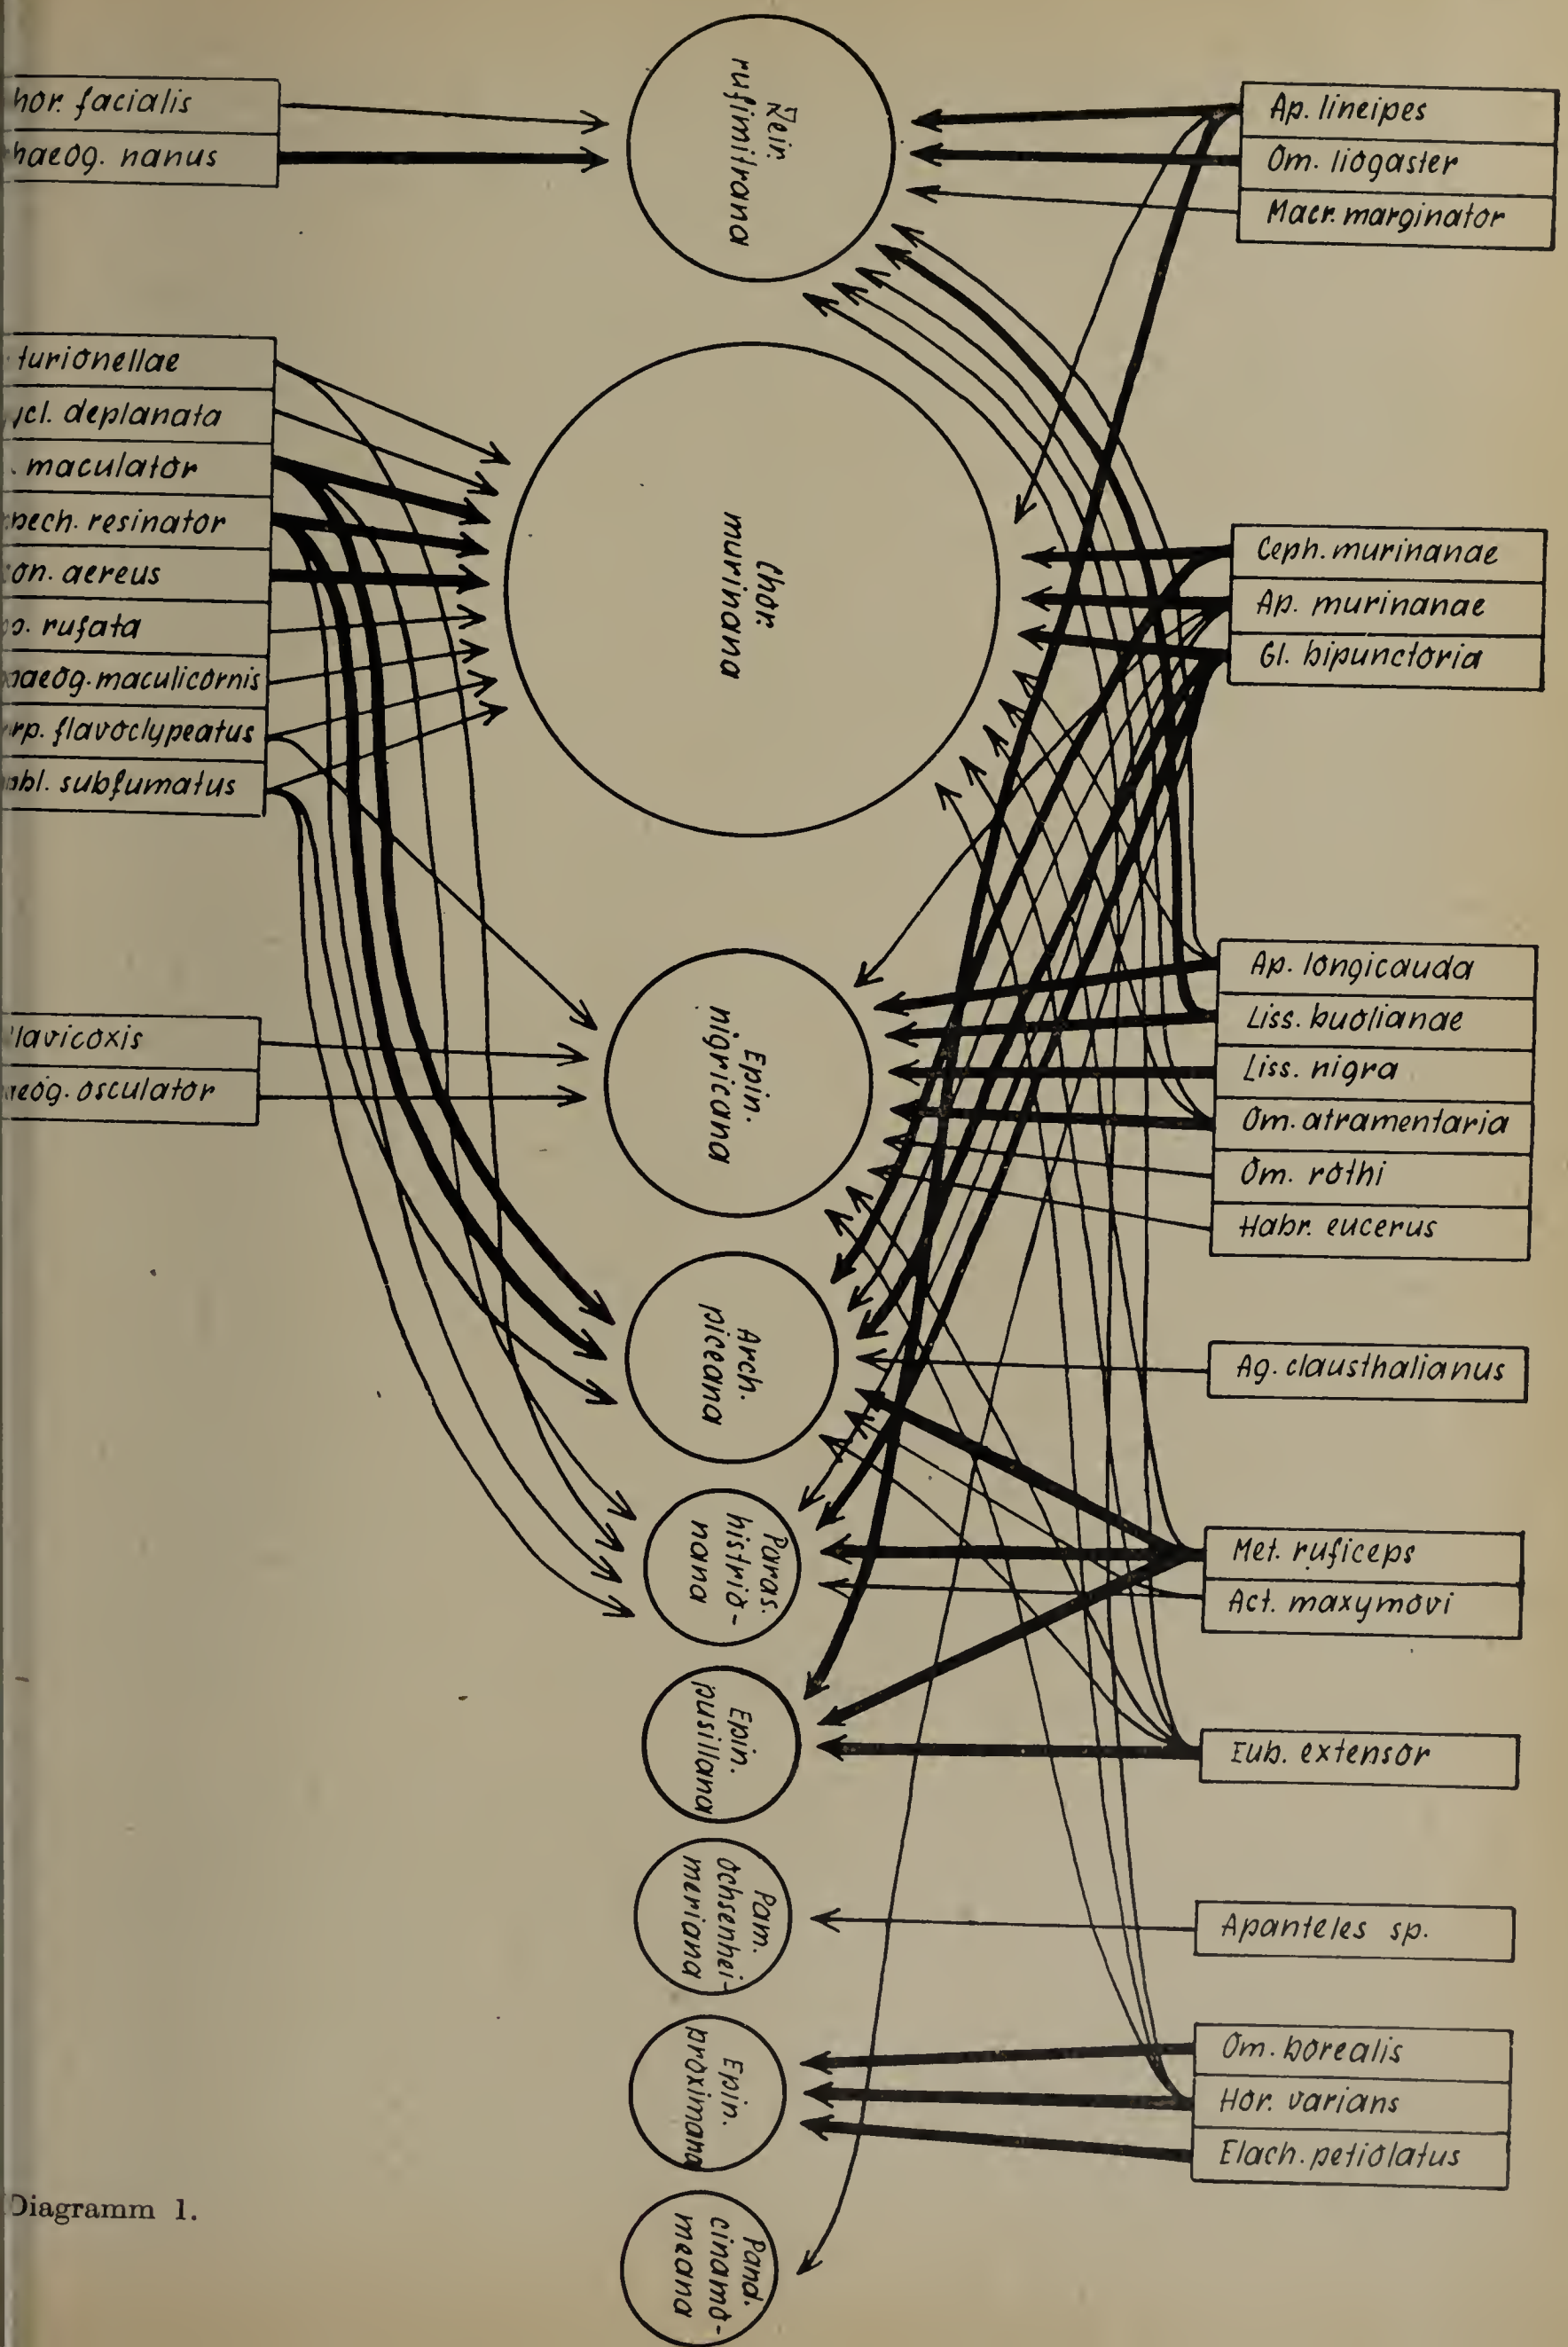 hor. facialis
haeog. nanus
turionellae
ycl. deplanata
. maculator
pech. resinator
on. aereus
p. rufata
haeog. maculicornis
rp. flavoclypeatus
abl. subfumatus
lavicoxis
aeog. osculator
Zeir.
rufimitrana
Chor.
murinana
Epin.
nigricana
Arch.
piceana
Paras.
histrio-
nana
Epin.
pusillana
Pam.
ochsenhei-
meriana
Epin.
proximana
Pand.
cinamo-
meana
Ap. lineipes
Om. liogaster
Macr. marginator
Ceph. murinanae
Ap. murinanae
Gl. bipunctoria
Ap. longicauda
Liss. buolianae
Liss. nigra
Om. atramentaria
Om. rothi
Habr. eucerus
Ag. clausthalianus
Met. ruficeps
Act. maxymovi
Eub. extensor
Apanteles sp.
Om. borealis
Hor. varians
Elach. petiolatus
Diagramm 1.